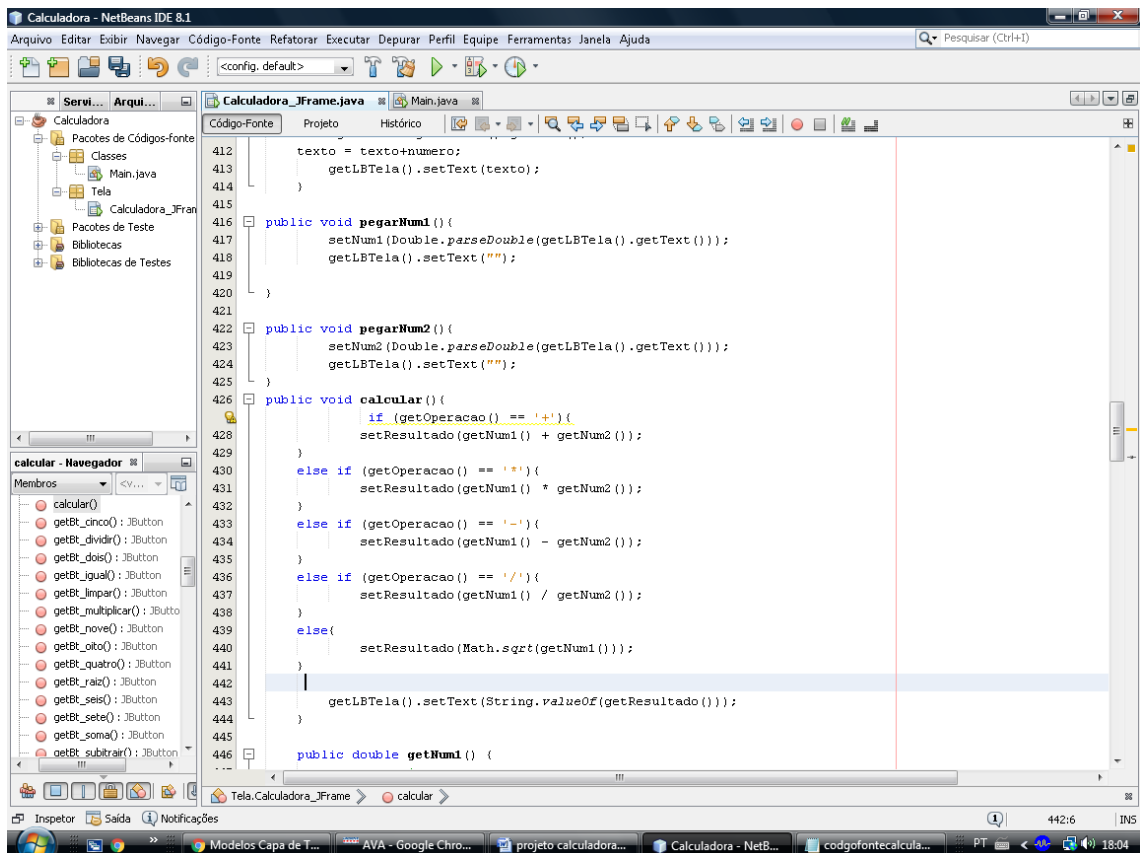 Calculadora - NetBeans IDE 8.1
Arquivo Editar Exibir Navegar Código-Fonte Refatorar Executar Depurar Perfil Equipe Ferramentas Janela Ajuda
Pesquisar (Ctrl+I)
<config. default>
Servi... Arqui...
Calculadora_JFrame.java Main.java
Calculadora
Pacotes de Códigos-fonte
Classes
Main.java
Tela
Calculadora_JFran
Pacotes de Teste
Bibliotecas
Bibliotecas de Testes
Código-Fonte Projeto Histórico
412 texto = texto+numero;
413 getLBTela().setText(texto);
414 }
415
416 public void pegarNum1(){
417 setNum1(Double.parseDouble(getLBTela().getText()));
418 getLBTela().setText("");
419
420 }
421
422 public void pegarNum2(){
423 setNum2(Double.parseDouble(getLBTela().getText()));
424 getLBTela().setText("");
425 }
426 public void calcular(){
if (getOperacao() == '+'){
428 setResultado(getNum1() + getNum2());
429 }
430 else if (getOperacao() == '*'){
431 setResultado(getNum1() * getNum2());
432 }
433 else if (getOperacao() == '-'){
434 setResultado(getNum1() - getNum2());
435 }
436 else if (getOperacao() == '/'){
437 setResultado(getNum1() / getNum2());
438 }
439 else{
440 setResultado(Math.sqrt(getNum1()));
441 }
442
443 getLBTela().setText(String.valueOf(getResultado()));
444 }
445
446 public double getNum1() {
calcular - Navegador
Membros <v...
calcular()
getBt_cinco() : JButton
getBt_dividir() : JButton
getBt_dois() : JButton
getBt_igual() : JButton
getBt_limpar() : JButton
getBt_multiplicar() : JButto
getBt_nove() : JButton
getBt_oito() : JButton
getBt_quatro() : JButton
getBt_raiz() : JButton
getBt_seis() : JButton
getBt_sete() : JButton
getBt_soma() : JButton
getBt_subitrair() : JButton
Tela.Calculadora_JFrame calcular
Inspetor Saída Notificações
1 442:6 INS
Modelos Capa de T... AVA - Google Chro... projeto calculadora... Calculadora - NetB... codgofontecalcula... PT 18:04